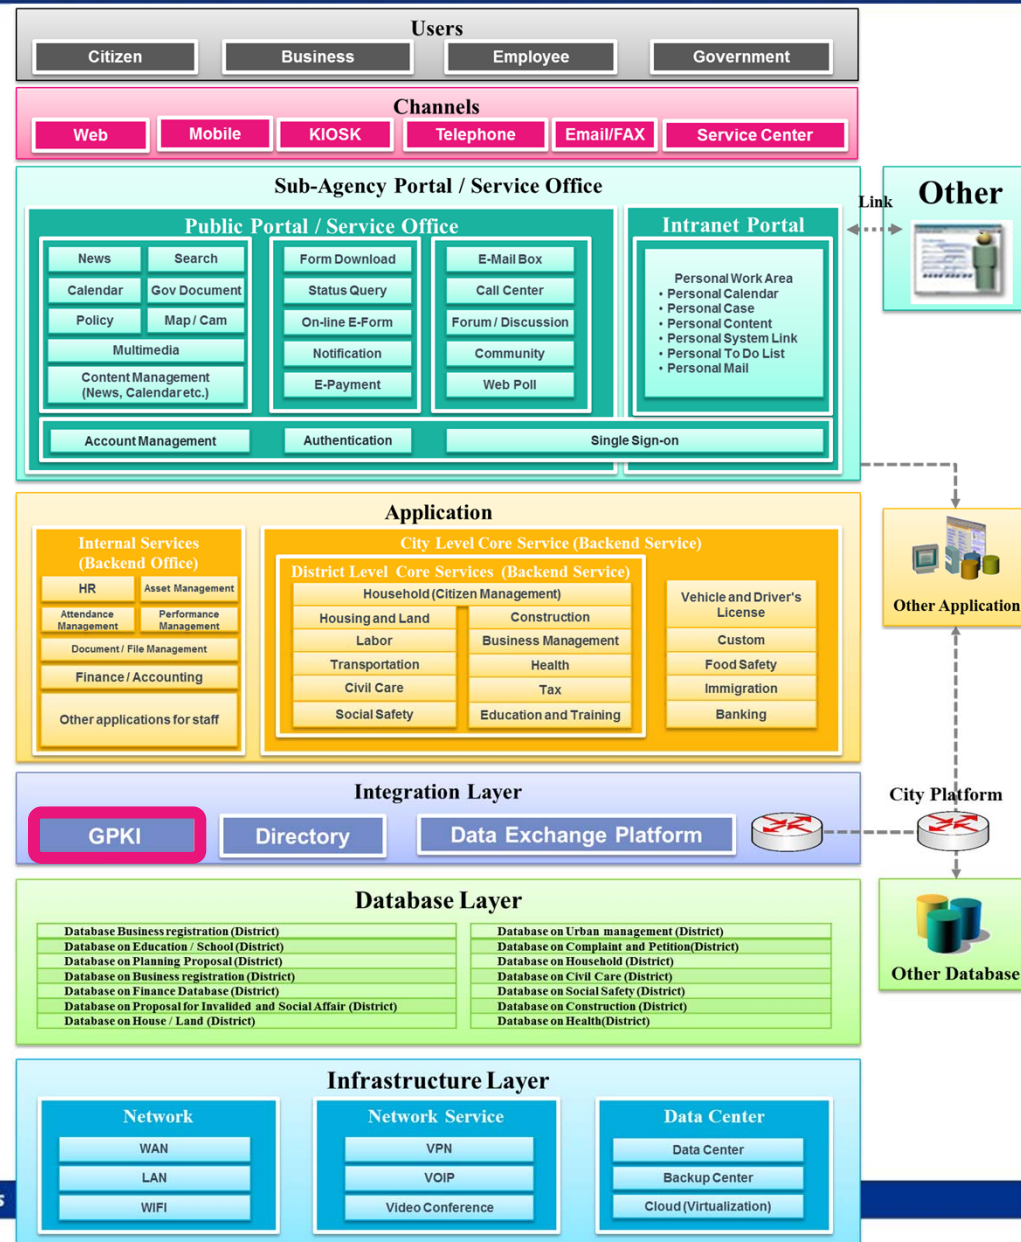 Users
Citizen
Business
Employee
Government
Channels
Web
Mobile
KIOSK
Telephone
Email/FAX
Service Center
Sub-Agency Portal / Service Office
Public Portal / Service Office
News
Search
Calendar
Gov Document
Policy
Map / Cam
Multimedia
Content Management
(News, Calendar etc.)
Form Download
Status Query
On-line E-Form
Notification
E-Payment
E-Mail Box
Call Center
Forum / Discussion
Community
Web Poll
Intranet Portal
Personal Work Area
• Personal Calendar
• Personal Case
• Personal Content
• Personal System Link
• Personal To Do List
• Personal Mail
Account Management
Authentication
Single Sign-on
Link
Other
Application
Internal Services
(Backend Office)
HR
Asset Management
Attendance
Management
Performance
Management
Document / File Management
Finance / Accounting
Other applications for staff
City Level Core Service (Backend Service)
District Level Core Services (Backend Service)
Household (Citizen Management)
Housing and Land
Construction
Labor
Business Management
Transportation
Health
Civil Care
Tax
Social Safety
Education and Training
Vehicle and Driver's
License
Custom
Food Safety
Immigration
Banking
Other Application
Integration Layer
GPKI
Directory
Data Exchange Platform
City Platform
Database Layer
Database Business registration (District)
Database on Education / School (District)
Database on Planning Proposal (District)
Database on Business registration (District)
Database on Finance Database (District)
Database on Proposal for Invalided and Social Affair (District)
Database on House / Land (District)
Database on Urban management (District)
Database on Complaint and Petition(District)
Database on Household (District)
Database on Civil Care (District)
Database on Social Safety (District)
Database on Construction (District)
Database on Health(District)
Other Database
Infrastructure Layer
Network
WAN
LAN
WIFI
Network Service
VPN
VOIP
Video Conference
Data Center
Data Center
Backup Center
Cloud (Virtualization)
s